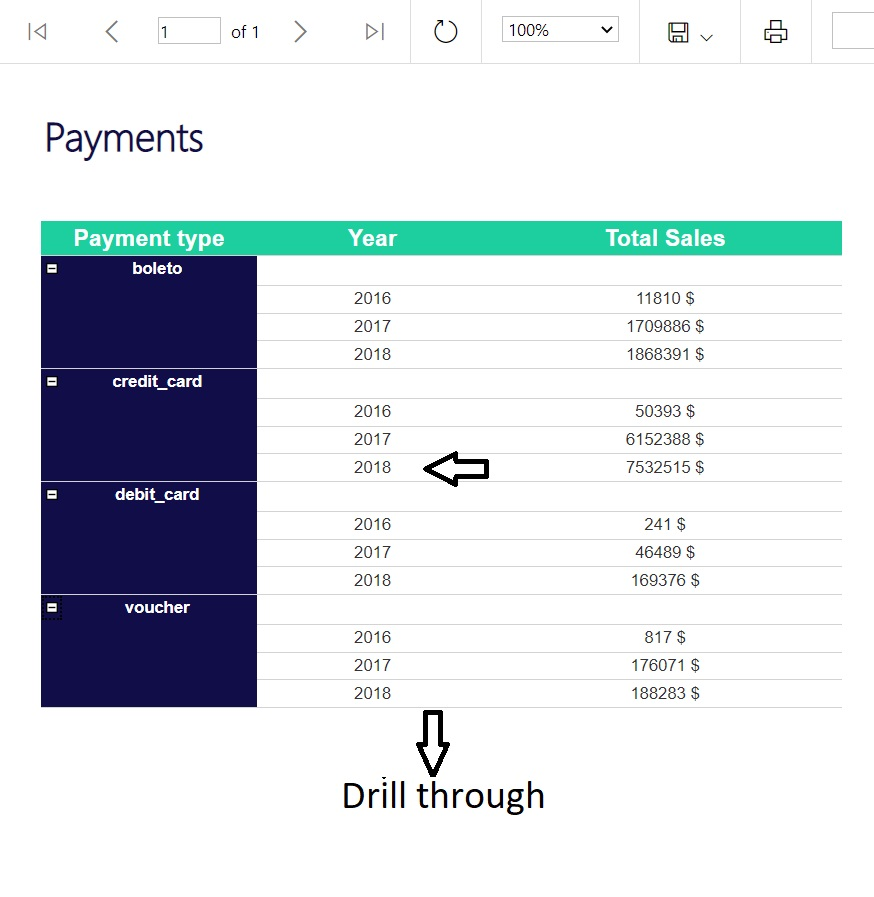 1 of 1 100%
Payments
Payment type Year Total Sales
boleto
2016 11810 $
2017 1709886 $
2018 1868391 $
credit_card
2016 50393 $
2017 6152388 $
2018 7532515 $
debit_card
2016 241 $
2017 46489 $
2018 169376 $
voucher
2016 817 $
2017 176071 $
2018 188283 $
Drill through